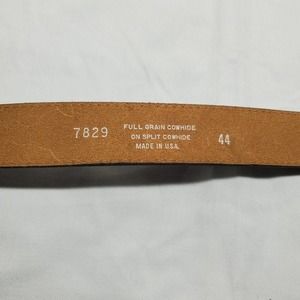 7829
FULL GRAIN COWHIDE
ON SPLIT COWHIDE
MADE IN U.S.A.
44